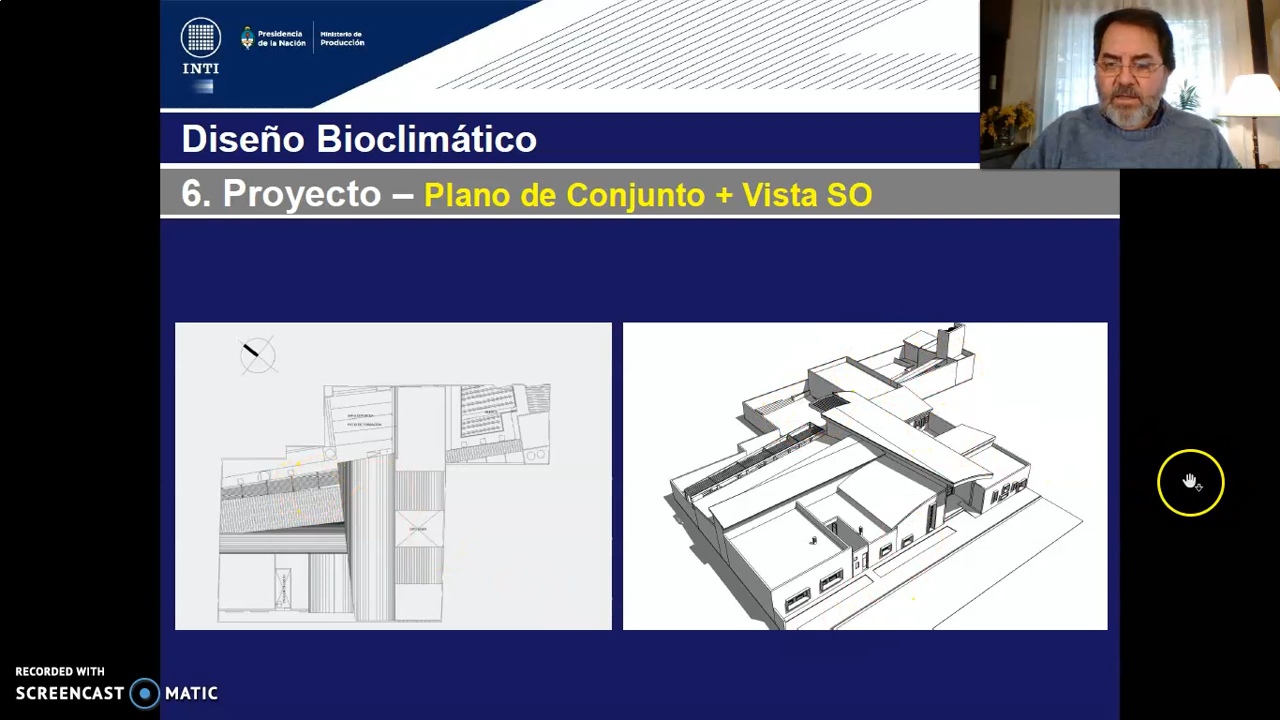 INTI
Presidencia
de la Nación
Ministerio de
Producción
Diseño Bioclimático
6. Proyecto – Plano de Conjunto + Vista SO
RECORDED WITH
SCREENCAST MATIC